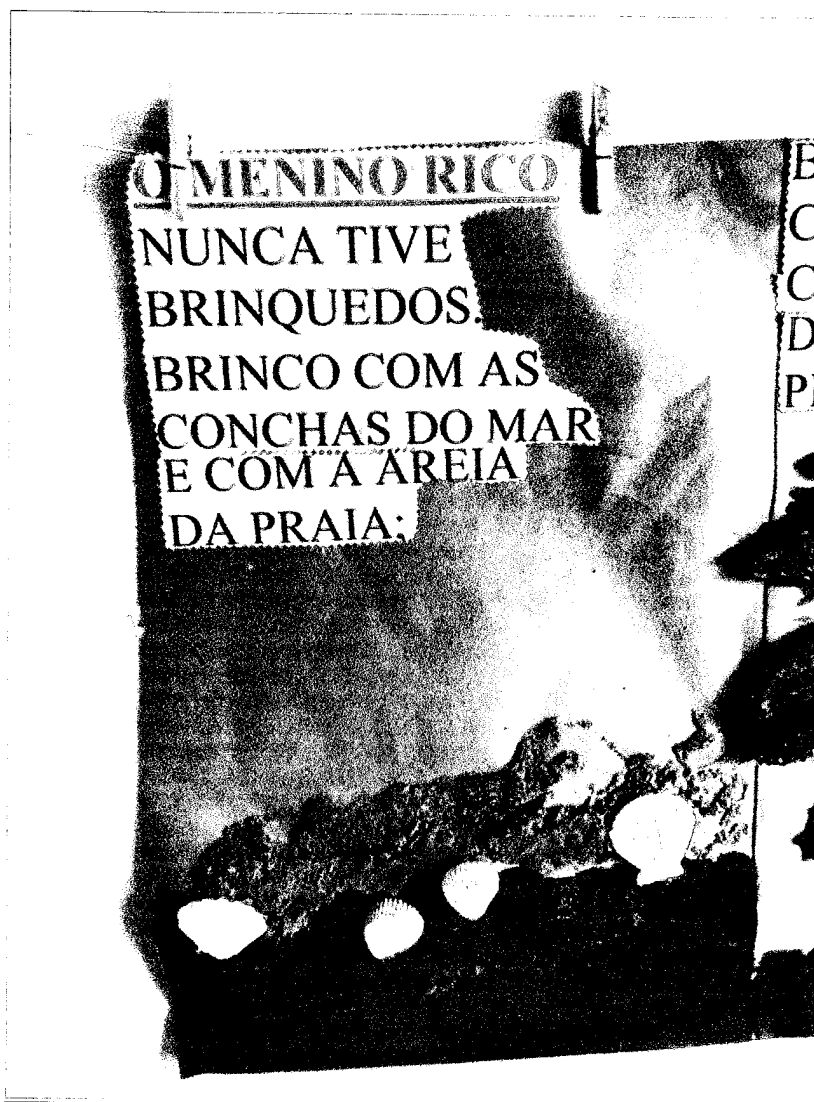 O MENINO RICO
NUNCA TIVE
BRINQUEDOS.
BRINCO COM AS
CONCHAS DO MAR
E COM A AREIA
DA PRAIA;
B
C
C
D